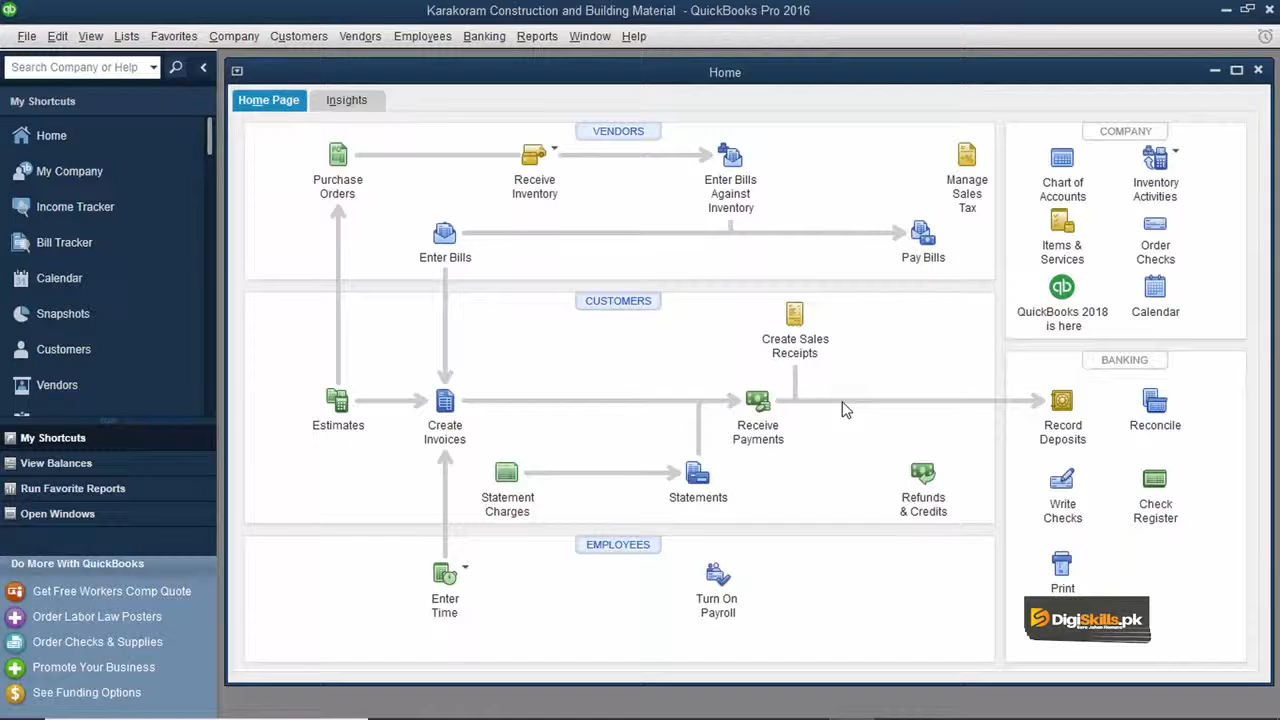 Karakoram Construction and Building Material - QuickBooks Pro 2016
File Edit View Lists Favorites Company Customers Vendors Employees Banking Reports Window Help
Search Company or Help
My Shortcuts
Home
My Company
Income Tracker
Bill Tracker
Calendar
Snapshots
Customers
Vendors
My Shortcuts
View Balances
Run Favorite Reports
Open Windows
Do More With QuickBooks
Get Free Workers Comp Quote
Order Labor Law Posters
Order Checks & Supplies
Promote Your Business
See Funding Options
Home
Home Page
Insights
VENDORS
Purchase
Orders
Receive
Inventory
Enter Bills
Against
Inventory
Manage
Sales
Tax
Enter Bills
Pay Bills
CUSTOMERS
Create Sales
Receipts
Estimates
Create
Invoices
Receive
Payments
Statement
Charges
Statements
Refunds
& Credits
EMPLOYEES
Enter
Time
Turn On
Payroll
COMPANY
Chart of
Accounts
Inventory
Activities
Items &
Services
Order
Checks
qb
QuickBooks 2018
is here
Calendar
BANKING
Record
Deposits
Reconcile
Write
Checks
Check
Register
Print
DigiSkills.pk